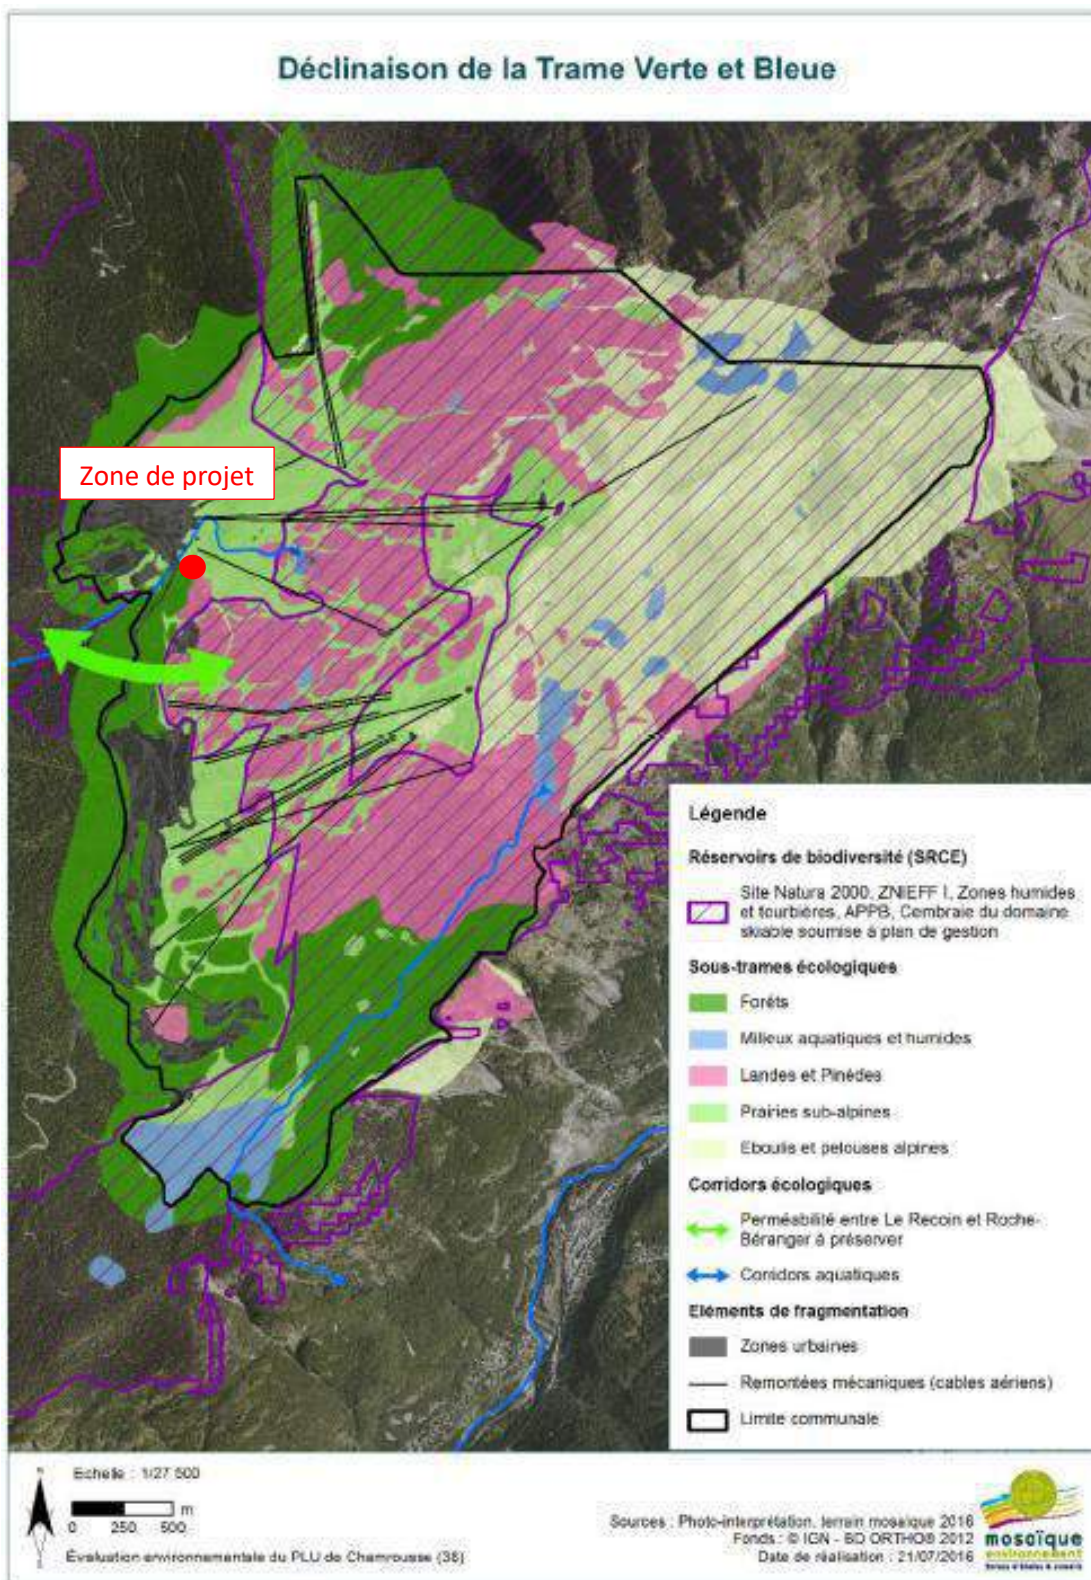 Déclinaison de la Trame Verte et Bleue
Zone de projet
Légende
Réservoirs de biodiversité (SRCE)
Site Natura 2000, ZNIEFF I, Zones humides
et tourbières, APPB, Cembraie du domaine
skiable soumise à plan de gestion
Sous-trames écologiques
Forêts
Milieux aquatiques et humides
Landes et Pinèdes
Prairies sub-alpines
Eboulis et pelouses alpines
Corridors écologiques
Perméabilité entre Le Recoin et Roche-
Béranger à préserver
Corridors aquatiques
Eléments de fragmentation
Zones urbaines
Remontées mécaniques (cables aériens)
Limite communale
Echelle : 1/27 500
m
0 250 500
Évaluation environnementale du PLU de Chamrousse (38)
Sources : Photo-interprétation, terrain mosaique 2016
Fonds : © IGN - BD ORTHO® 2012
Date de réalisation : 21/07/2016
mosaïque
environnement